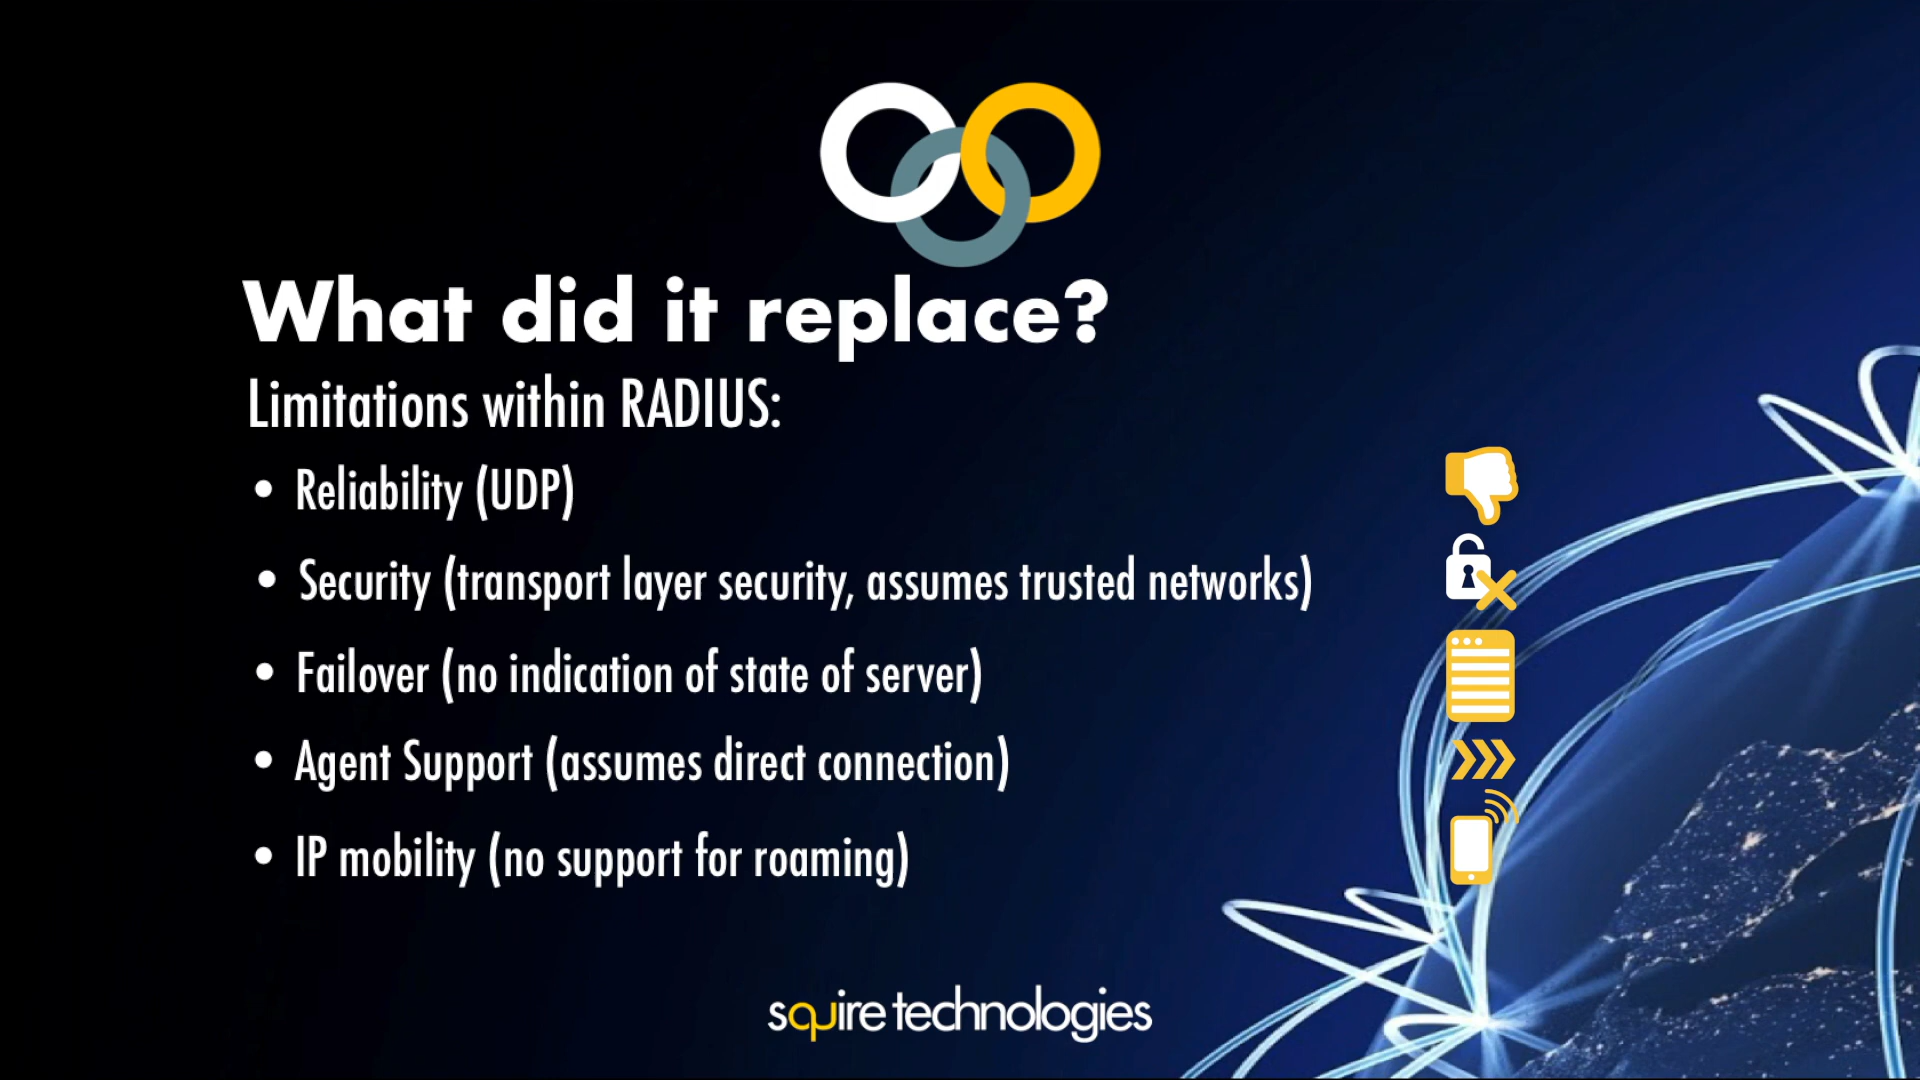 What did it replace?
Limitations within RADIUS:
• Reliability (UDP)
• Security (transport layer security, assumes trusted networks)
• Failover (no indication of state of server)
• Agent Support (assumes direct connection)
• IP mobility (no support for roaming)
squire technologies